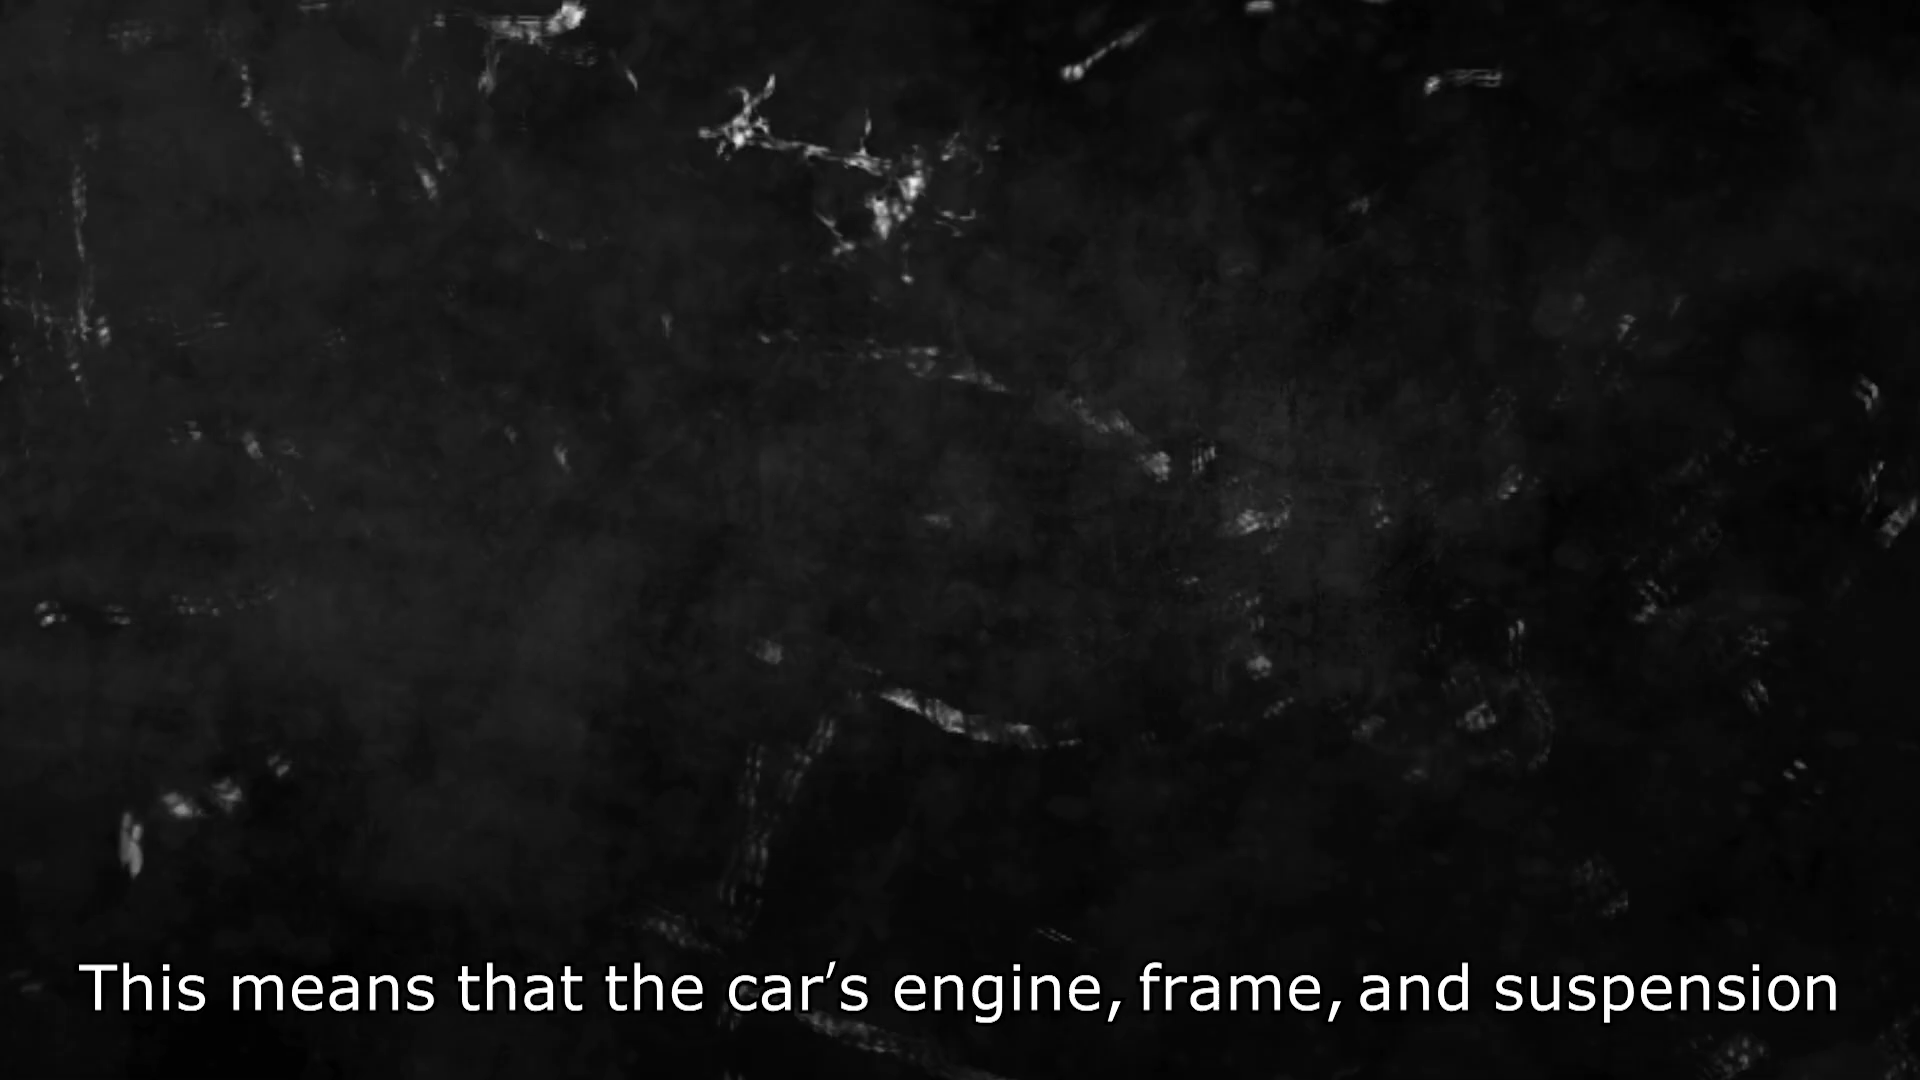 This means that the car’s engine, frame, and suspension